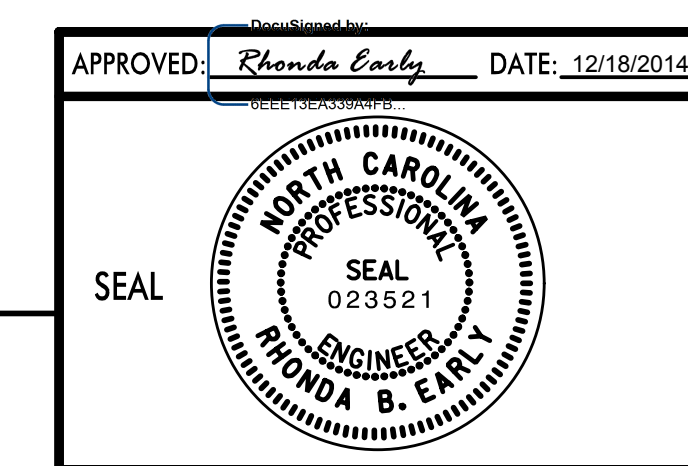 DocuSigned by:
APPROVED: Rhonda Early DATE: 12/18/2014
6EEE13EA339A4FB...
SEAL
NORTH CAROLINA
PROFESSIONAL
SEAL
023521
ENGINEER
RHONDA B. EARLY